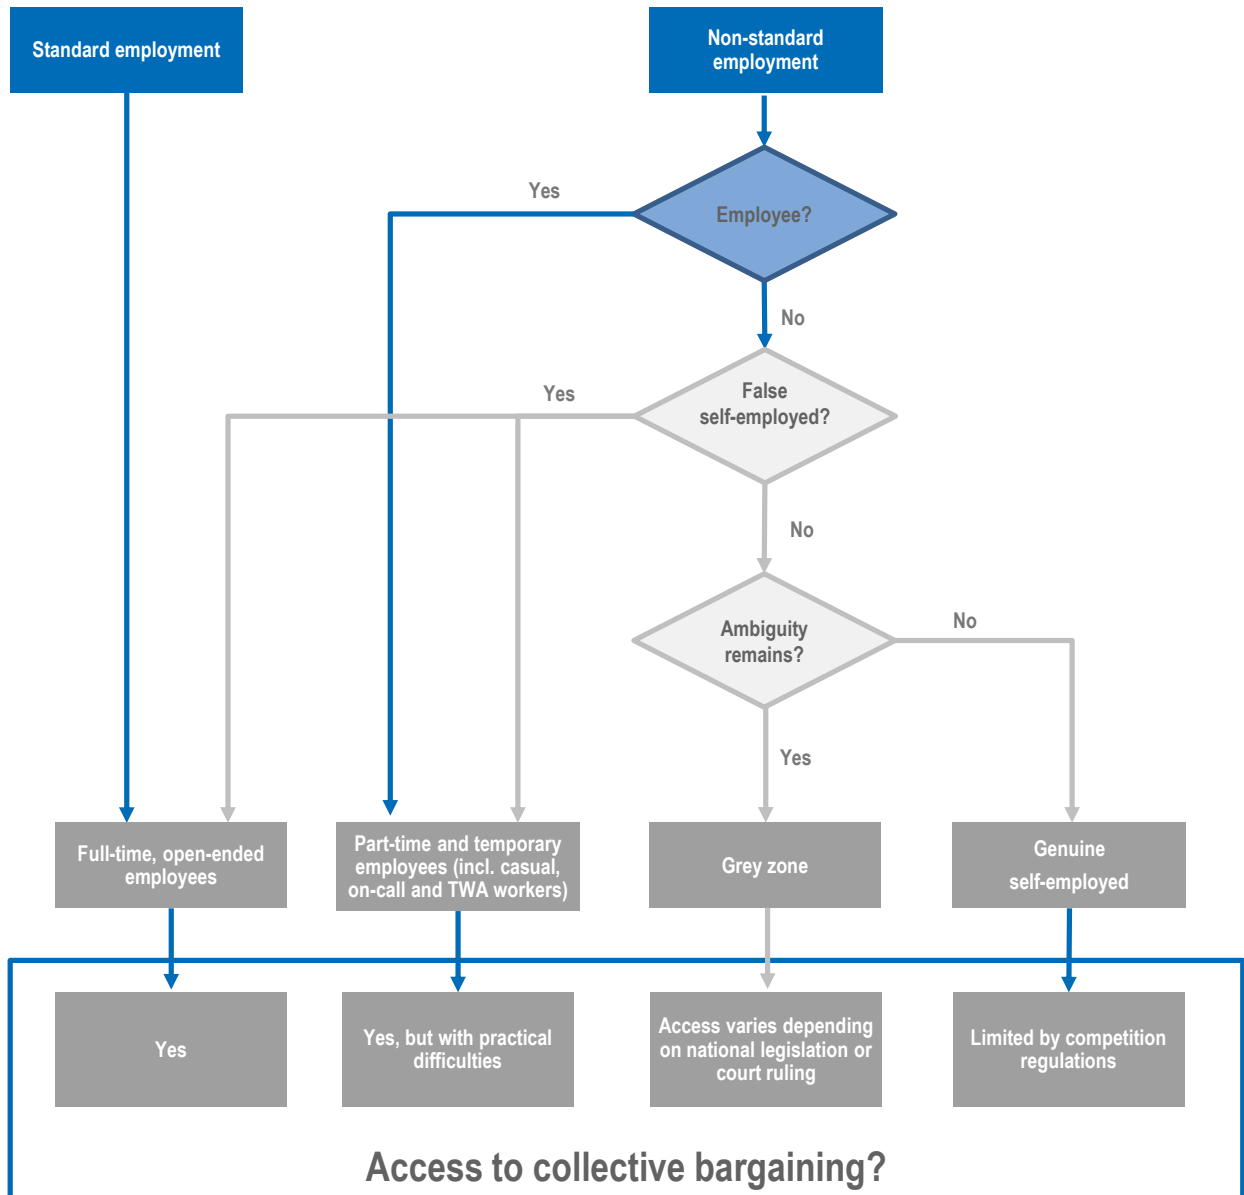 Standard employment
Non-standard
employment
Yes
Employee?
No
Yes
False
self-employed?
No
Ambiguity
remains?
No
Yes
Full-time, open-ended
employees
Part-time and temporary
employees (incl. casual,
on-call and TWA workers)
Grey zone
Genuine
self-employed
Yes
Yes, but with practical
difficulties
Access varies depending
on national legislation or
court ruling
Limited by competition
regulations
Access to collective bargaining?